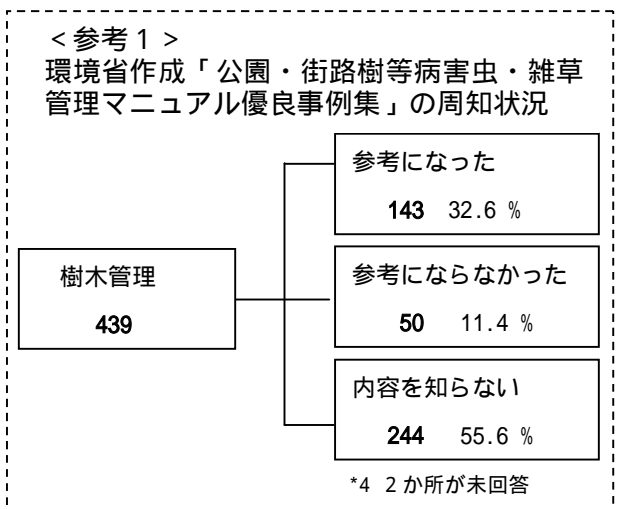 ＜参考１＞
環境省作成「公園・街路樹等病害虫・雑草
管理マニュアル優良事例集」の周知状況
参考になった
143 32.6 %
樹木管理
439
参考にならなかった
50 11.4 %
内容を知らない
244 55.6 %
*4 2か所が未回答